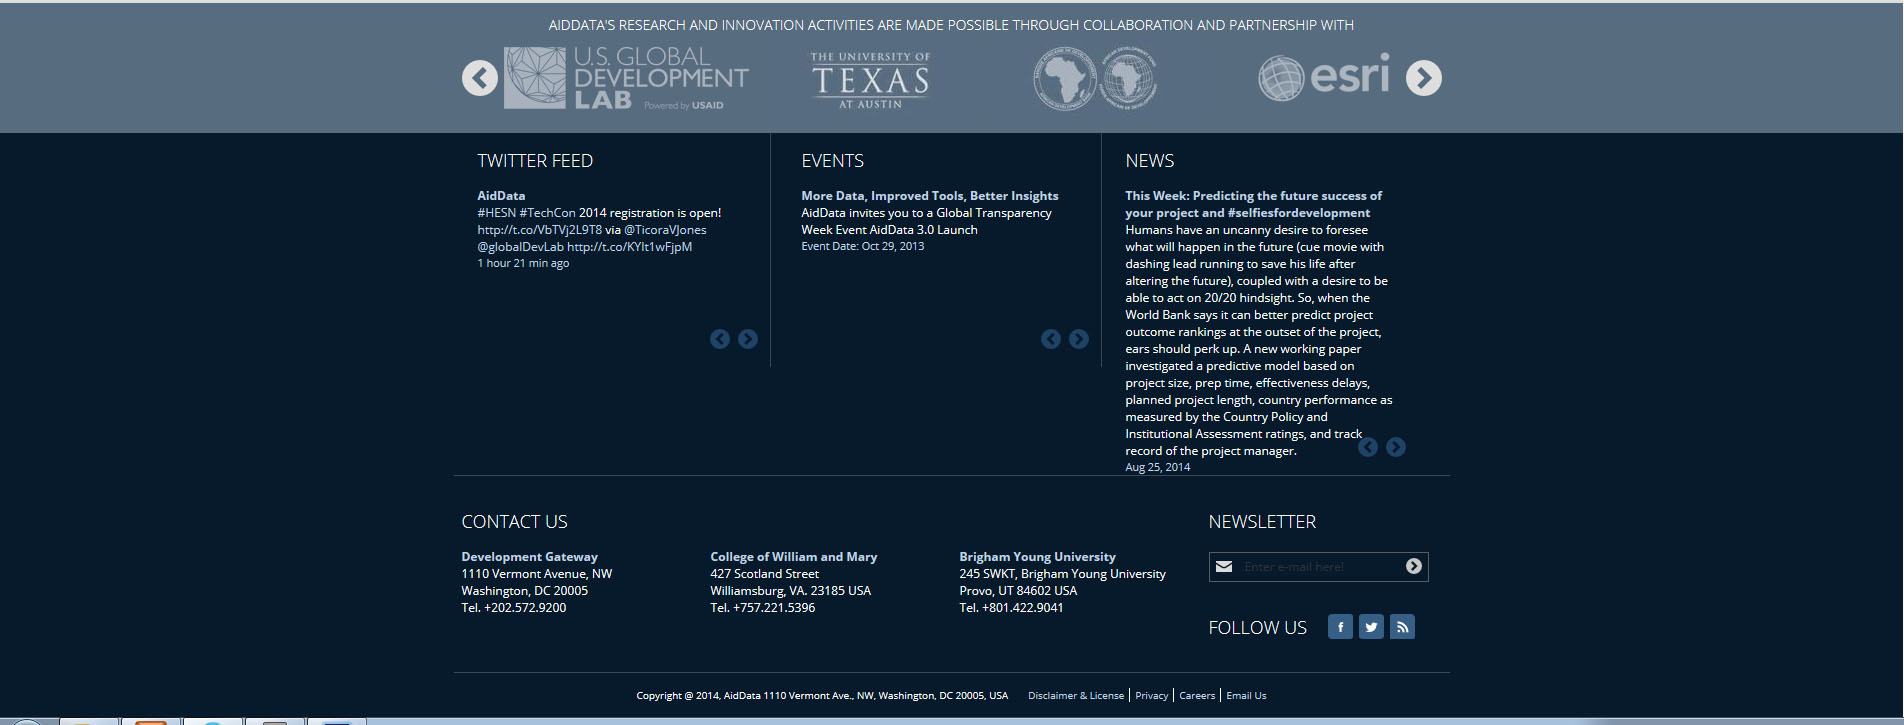 AIDDATA'S RESEARCH AND INNOVATION ACTIVITIES ARE MADE POSSIBLE THROUGH COLLABORATION AND PARTNERSHIP WITH
U.S. GLOBAL
DEVELOPMENT
LAB Powered by USAID
THE UNIVERSITY OF
TEXAS
AT AUSTIN
esri
TWITTER FEED
AidData
#HESN #TechCon 2014 registration is open!
http://t.co/VbTVj2L9T8 via @TicoraVJones
@globalDevLab http://t.co/KYlt1wFjpM
1 hour 21 min ago
EVENTS
More Data, Improved Tools, Better Insights
AidData invites you to a Global Transparency
Week Event AidData 3.0 Launch
Event Date: Oct 29, 2013
NEWS
This Week: Predicting the future success of
your project and #selfiesfordevelopment
Humans have an uncanny desire to foresee
what will happen in the future (cue movie with
dashing lead running to save his life after
altering the future), coupled with a desire to be
able to act on 20/20 hindsight. So, when the
World Bank says it can better predict project
outcome rankings at the outset of the project,
ears should perk up. A new working paper
investigated a predictive model based on
project size, prep time, effectiveness delays,
planned project length, country performance as
measured by the Country Policy and
Institutional Assessment ratings, and track
record of the project manager.
Aug 25, 2014
CONTACT US
Development Gateway
1110 Vermont Avenue, NW
Washington, DC 20005
Tel. +202.572.9200
College of William and Mary
427 Scotland Street
Williamsburg, VA. 23185 USA
Tel. +757.221.5396
Brigham Young University
245 SWKT, Brigham Young University
Provo, UT 84602 USA
Tel. +801.422.9041
NEWSLETTER
Enter e-mail here!
FOLLOW US
Copyright @ 2014, AidData 1110 Vermont Ave., NW, Washington, DC 20005, USA Disclaimer & License Privacy Careers Email Us